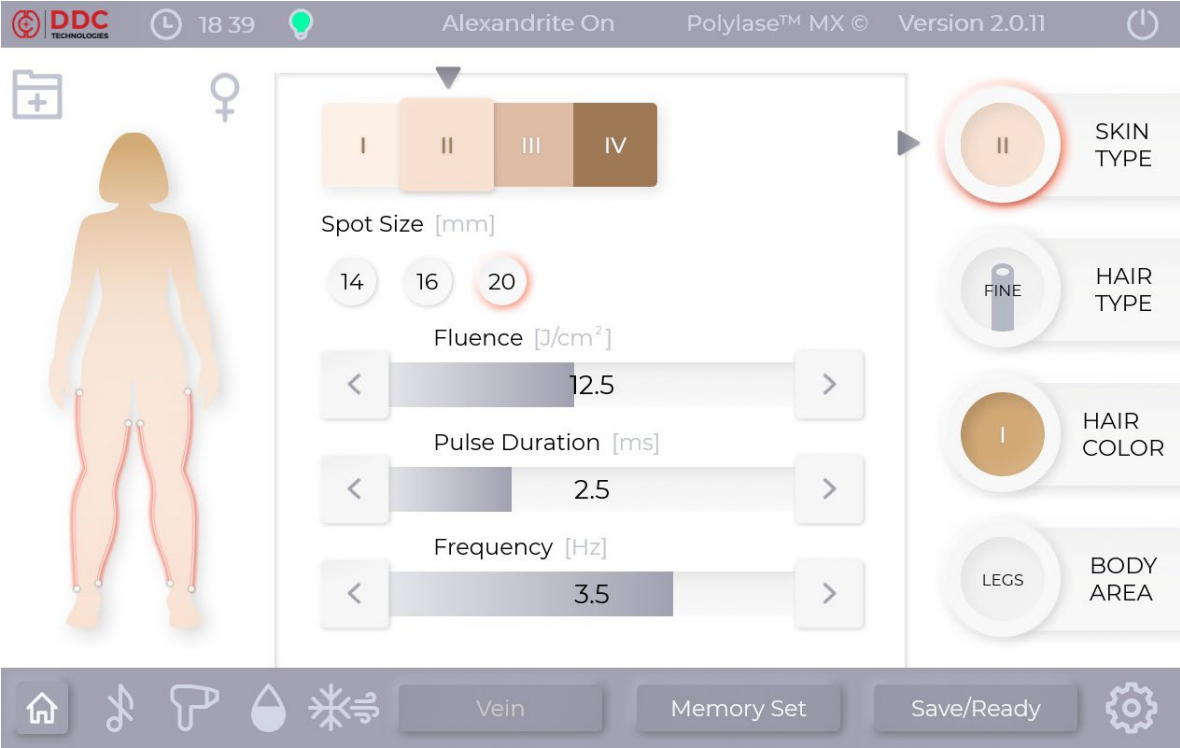 DDC
TECHNOLOGIES
18 39
Alexandrite On
Polylase™ MX ©
Version 2.0.11
I
II
III
IV
Spot Size [mm]
14
16
20
Fluence [J/cm²]
12.5
Pulse Duration [ms]
2.5
Frequency [Hz]
3.5
II
SKIN
TYPE
FINE
HAIR
TYPE
I
HAIR
COLOR
LEGS
BODY
AREA
Vein
Memory Set
Save/Ready